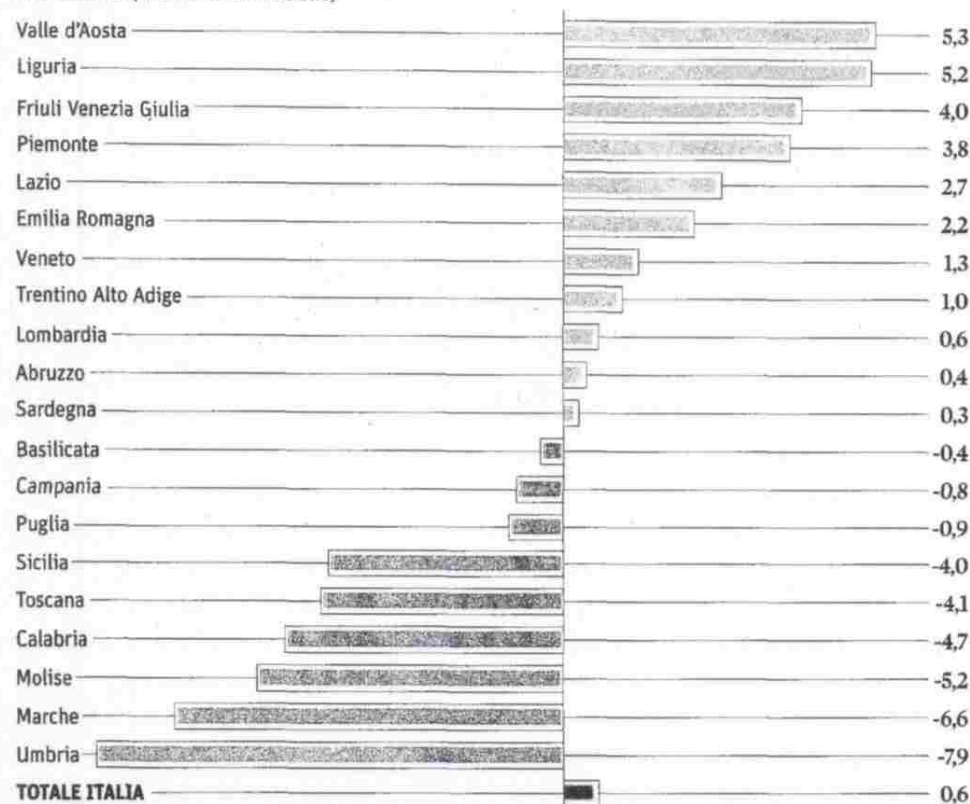 Valle d'Aosta 5,3
Liguria 5,2
Friuli Venezia Giulia 4,0
Piemonte 3,8
Lazio 2,7
Emilia Romagna 2,2
Veneto 1,3
Trentino Alto Adige 1,0
Lombardia 0,6
Abruzzo 0,4
Sardegna 0,3
Basilicata -0,4
Campania -0,8
Puglia -0,9
Sicilia -4,0
Toscana -4,1
Calabria -4,7
Molise -5,2
Marche -6,6
Umbria -7,9
TOTALE ITALIA 0,6